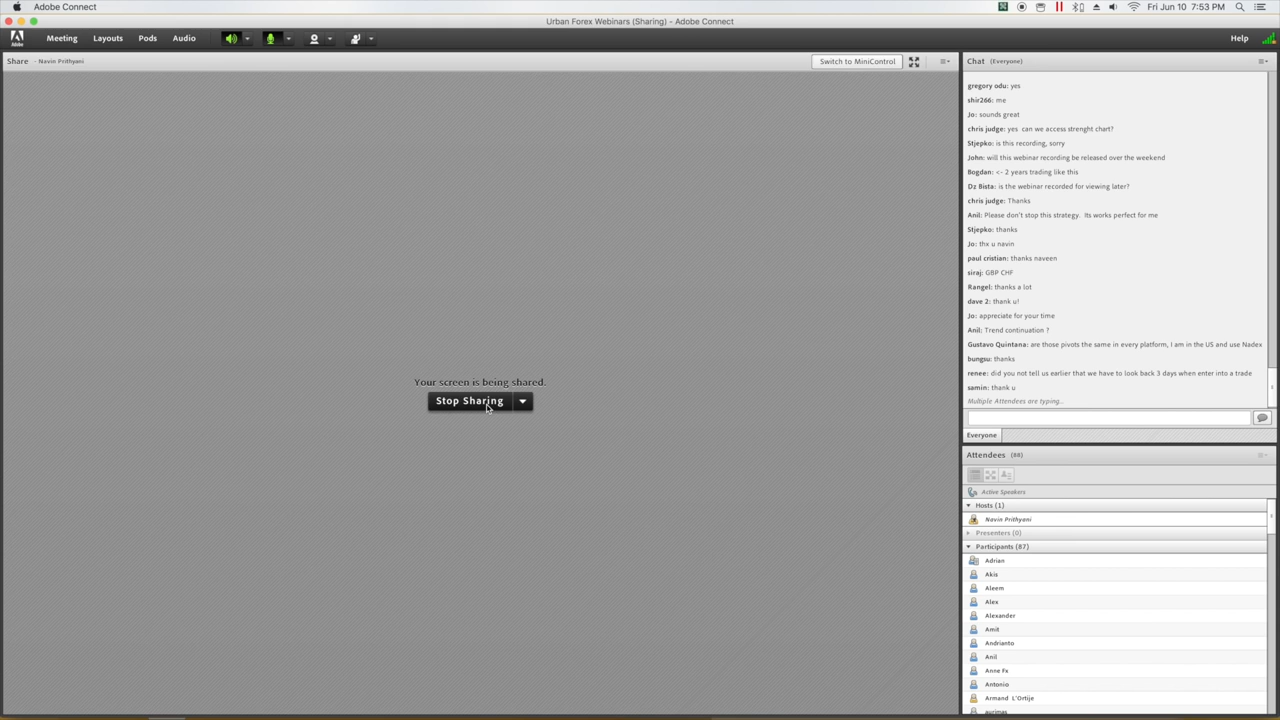 Adobe Connect
Fri Jun 10 7:53 PM
Urban Forex Webinars (Sharing) - Adobe Connect
Adobe
Meeting
Layouts
Pods
Audio
Help
Share - Navin Prithyani
Switch to MiniControl
Your screen is being shared.
Stop Sharing
Chat (Everyone)
gregory odu: yes
shir266: me
Jo: sounds great
chris judge: yes can we access strenght chart?
Stjepko: is this recording, sorry
John: will this webinar recording be released over the weekend
Bogdan: <- 2 years trading like this
Dz Bista: is the webinar recorded for viewing later?
chris judge: Thanks
Anil: Please don't stop this strategy. Its works perfect for me
Stjepko: thanks
Jo: thx u navin
paul cristian: thanks naveen
siraj: GBP CHF
Rangel: thanks a lot
dave 2: thank u!
Jo: appreciate for your time
Anil: Trend continuation ?
Gustavo Quintana: are those pivots the same in every platform, I am in the US and use Nadex
bungsu: thanks
renee: did you not tell us earlier that we have to look back 3 days when enter into a trade
samin: thank u
Multiple Attendees are typing...
Everyone
Attendees (88)
Active Speakers
Hosts (1)
Navin Prithyani
Presenters (0)
Participants (87)
Adrian
Akis
Aleem
Alex
Alexander
Amit
Andrianto
Anil
Anne Fx
Antonio
Armand L'Ortije
aurimas